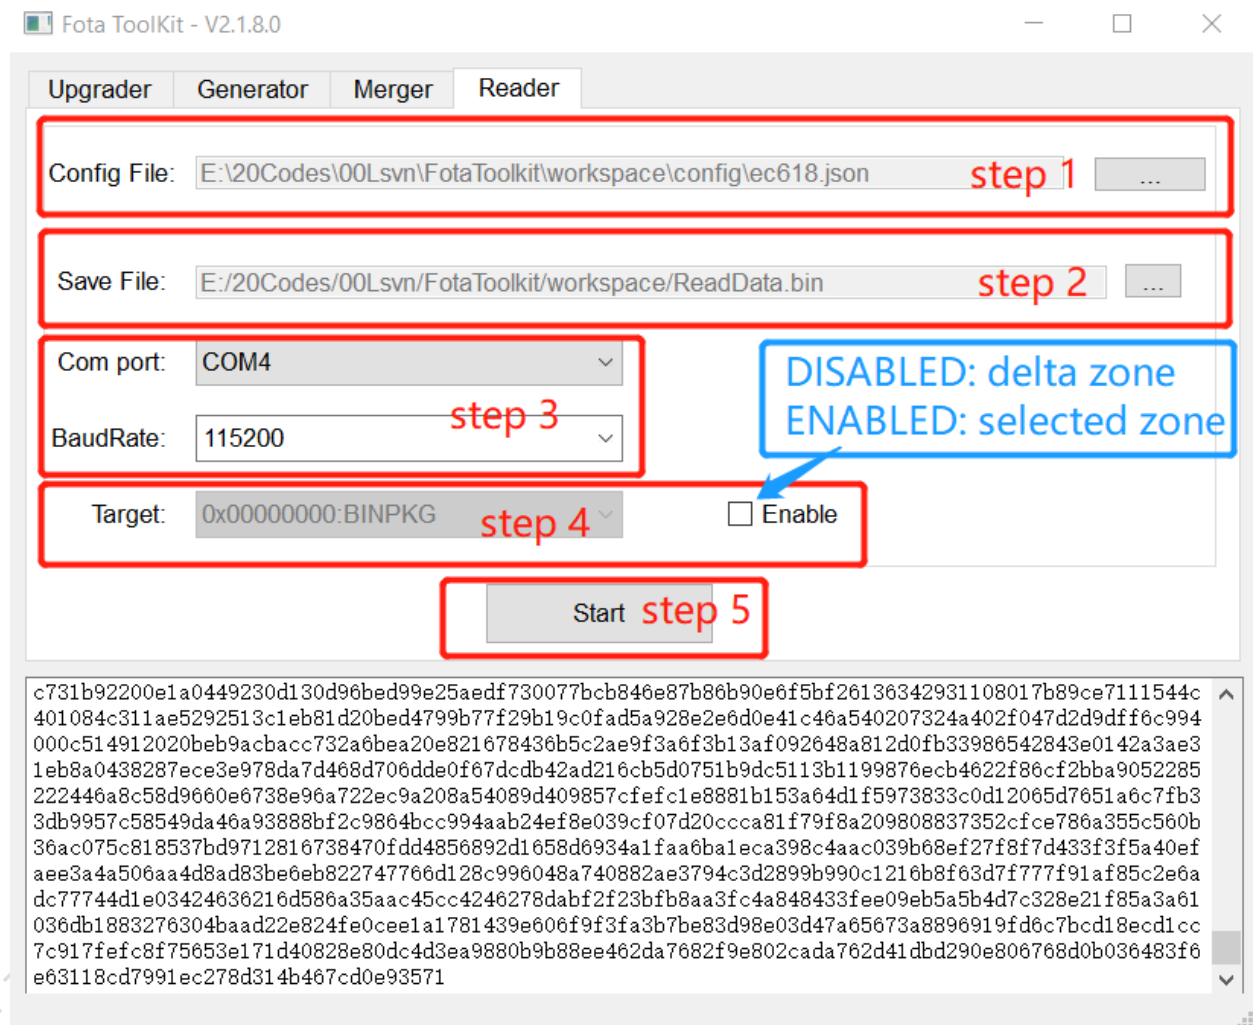 Fota ToolKit - V2.1.8.0
Upgrader Generator Merger Reader
Config File: E:\20Codes\00Lsvn\FotaToolkit\workspace\config\ec618.json step 1 ...
Save File: E:/20Codes/00Lsvn/FotaToolkit/workspace/ReadData.bin step 2 ...
Com port: COM4
DISABLED: delta zone
ENABLED: selected zone
step 3
BaudRate: 115200
Target: 0x00000000:BINPKG step 4 Enable
Start step 5
c731b92200e1a0449230d130d96bed99e25aedf730077bcb846e87b86b90e6f5bf26136342931108017b89ce7111544c
401084c311ae5292513c1eb81d20bed4799b77f29b19c0fad5a928e2e6d0e41c46a540207324a402f047d2d9dff6c994
000c514912020beb9acbacc732a6bea20e821678436b5c2ae9f3a6f3b13af092648a812d0fb33986542843e0142a3ae3
1eb8a0438287ece3e978da7d468d706dde0f67dcdb42ad216cb5d0751b9dc5113b1199876ecb4622f86cf2bba9052285
222446a8c58d9660e6738e96a722ec9a208a54089d409857cfefc1e8881b153a64d1f5973833c0d12065d7651a6c7fb3
3db9957c58549da46a93888bf2c9864bcc994aab24ef8e039cf07d20ccca81f79f8a209808837352cfce786a355c560b
36ac075c818537bd9712816738470fdd4856892d1658d6934a1faa6ba1eca398c4aac039b68ef27f8f7d433f3f5a40ef
aee3a4a506aa4d8ad83be6eb822747766d128c996048a740882ae3794c3d2899b990c1216b8f63d7f777f91af85c2e6a
dc77744d1e03424636216d586a35aac45cc4246278dabf2f23bfb8aa3fc4a848433fee09eb5a5b4d7c328e21f85a3a61
036db1883276304baad22e824fe0cee1a1781439e606f9f3fa3b7be83d98e03d47a65673a8896919fd6c7bcd18ecd1cc
7c917fefc8f75653e171d40828e80dc4d3ea9880b9b88ee462da7682f9e802cada762d41dbd290e806768d0b036483f6
e63118cd7991ec278d314b467cd0e93571